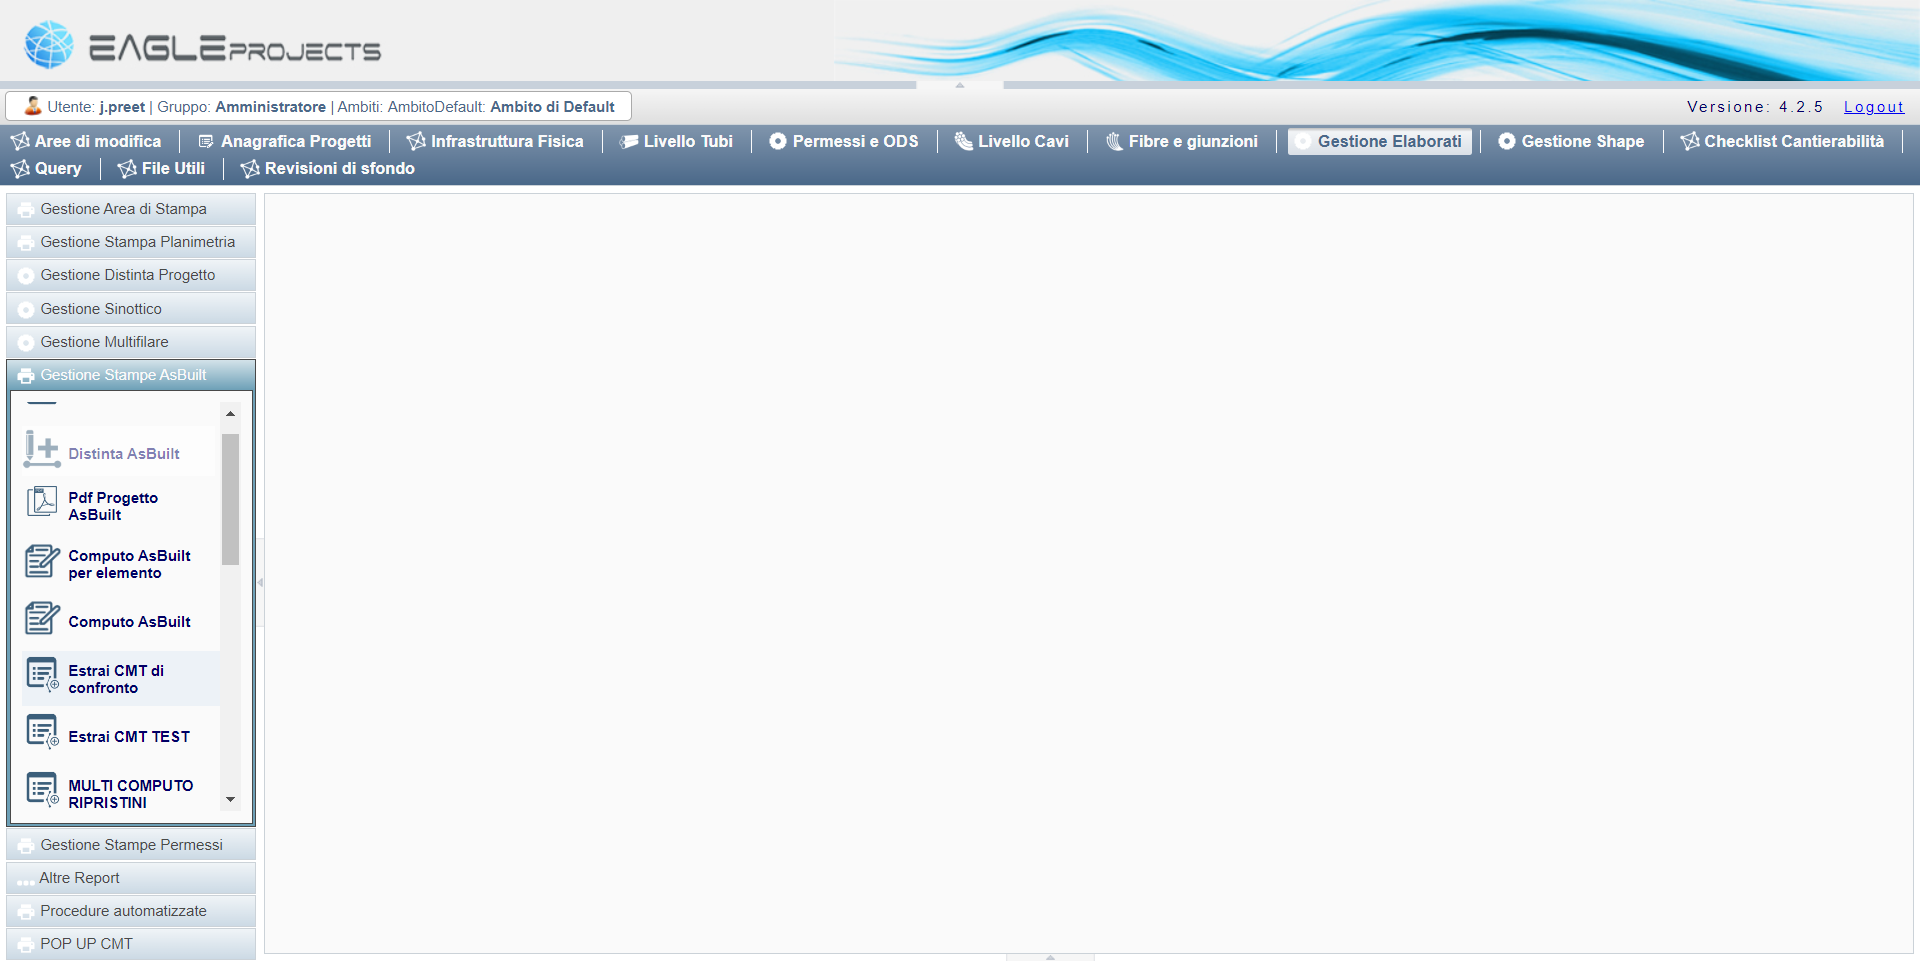 EAGLEPROJECTS
Utente: j.preet | Gruppo: Amministratore | Ambiti: AmbitoDefault: Ambito di Default
Versione: 4.2.5 Logout
Aree di modifica
Anagrafica Progetti
Infrastruttura Fisica
Livello Tubi
Permessi e ODS
Livello Cavi
Fibre e giunzioni
Gestione Elaborati
Gestione Shape
Checklist Cantierabilità
Query
File Utili
Revisioni di sfondo
Gestione Area di Stampa
Gestione Stampa Planimetria
Gestione Distinta Progetto
Gestione Sinottico
Gestione Multifilare
Gestione Stampe AsBuilt
Distinta AsBuilt
Pdf Progetto
AsBuilt
Computo AsBuilt
per elemento
Computo AsBuilt
Estrai CMT di
confronto
Estrai CMT TEST
MULTI COMPUTO
RIPRISTINI
Gestione Stampe Permessi
Altre Report
Procedure automatizzate
POP UP CMT